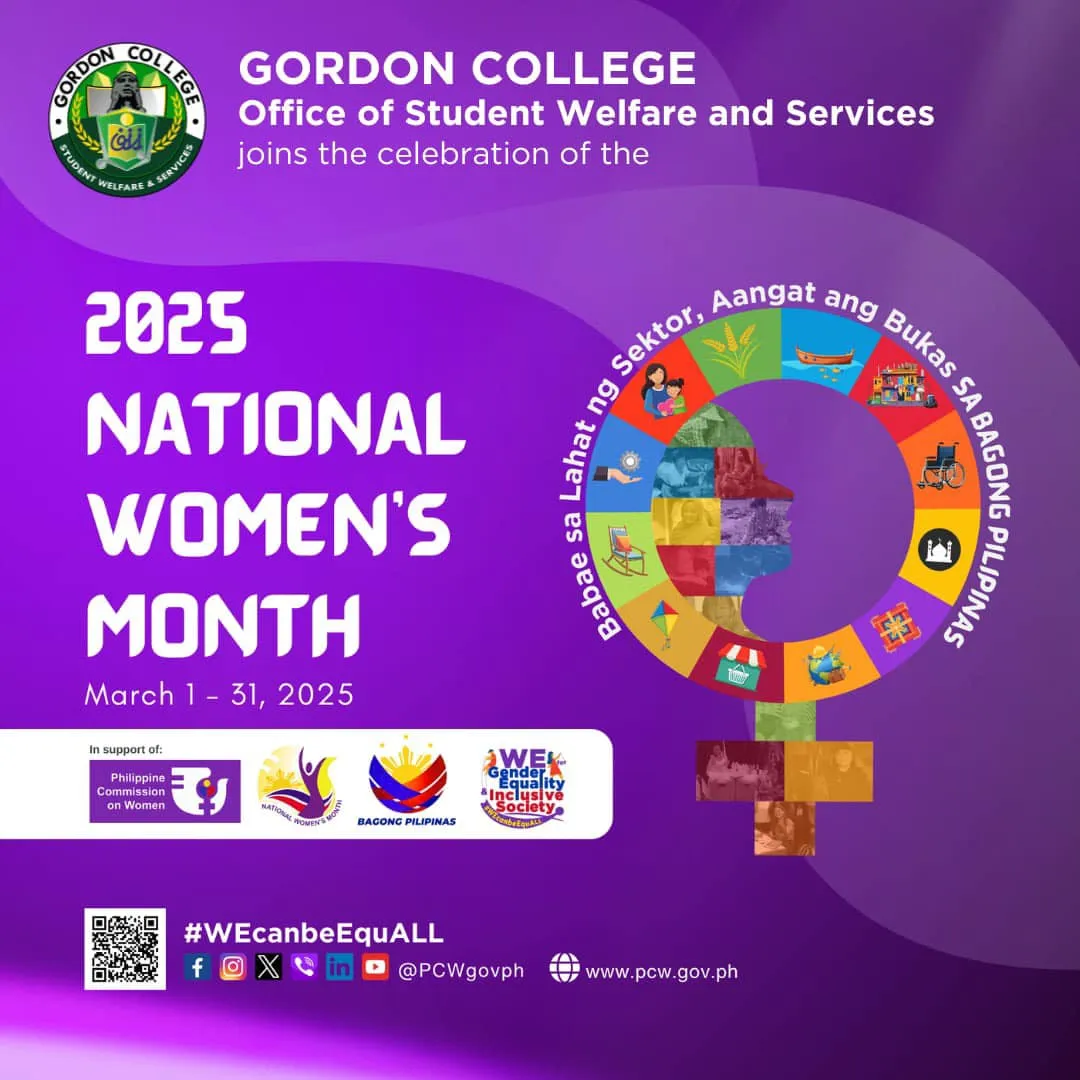 GORDON COLLEGE
STUDENT WELFARE & SERVICES
GORDON COLLEGE
Office of Student Welfare and Services
joins the celebration of the
2025
NATIONAL
WOMEN'S
MONTH
March 1 - 31, 2025
Babae sa Lahat ng Sektor, Aangat ang Bukas SA BAGONG PILIPINAS
In support of:
Philippine
Commission
on Women
NATIONAL WOMEN'S MONTH
BAGONG PILIPINAS
WE for
Gender
Equality
& Inclusive
Society
#WEcanbeEquALL
#WEcanbeEquALL
@PCWgovph
www.pcw.gov.ph